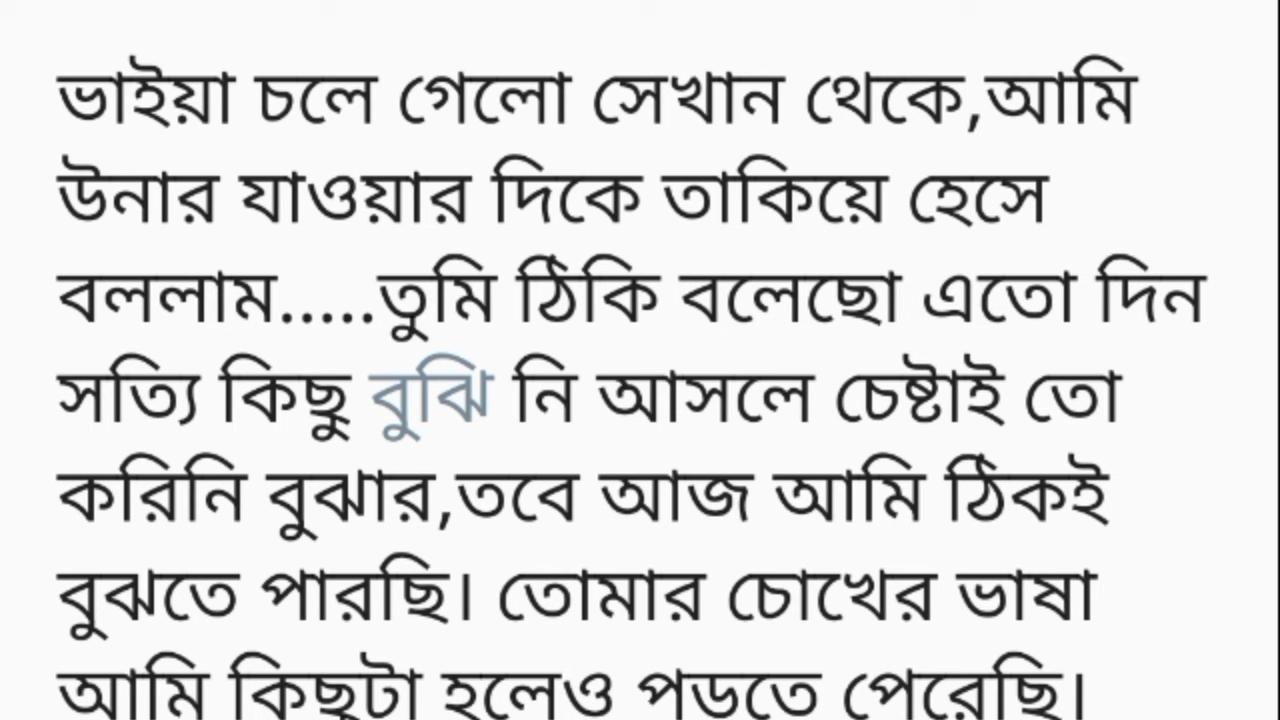 ভাইয়া চলে গেলো সেখান থেকে,আমি
উনার যাওয়ার দিকে তাকিয়ে হেসে
বললাম.....তুমি ঠিকি বলেছো এতো দিন
সত্যি কিছু বুঝি নি আসলে চেষ্টাই তো
করিনি বুঝার,তবে আজ আমি ঠিকই
বুঝতে পারছি। তোমার চোখের ভাষা
আমি কিছুটা হলেও পড়তে পেরেছি।